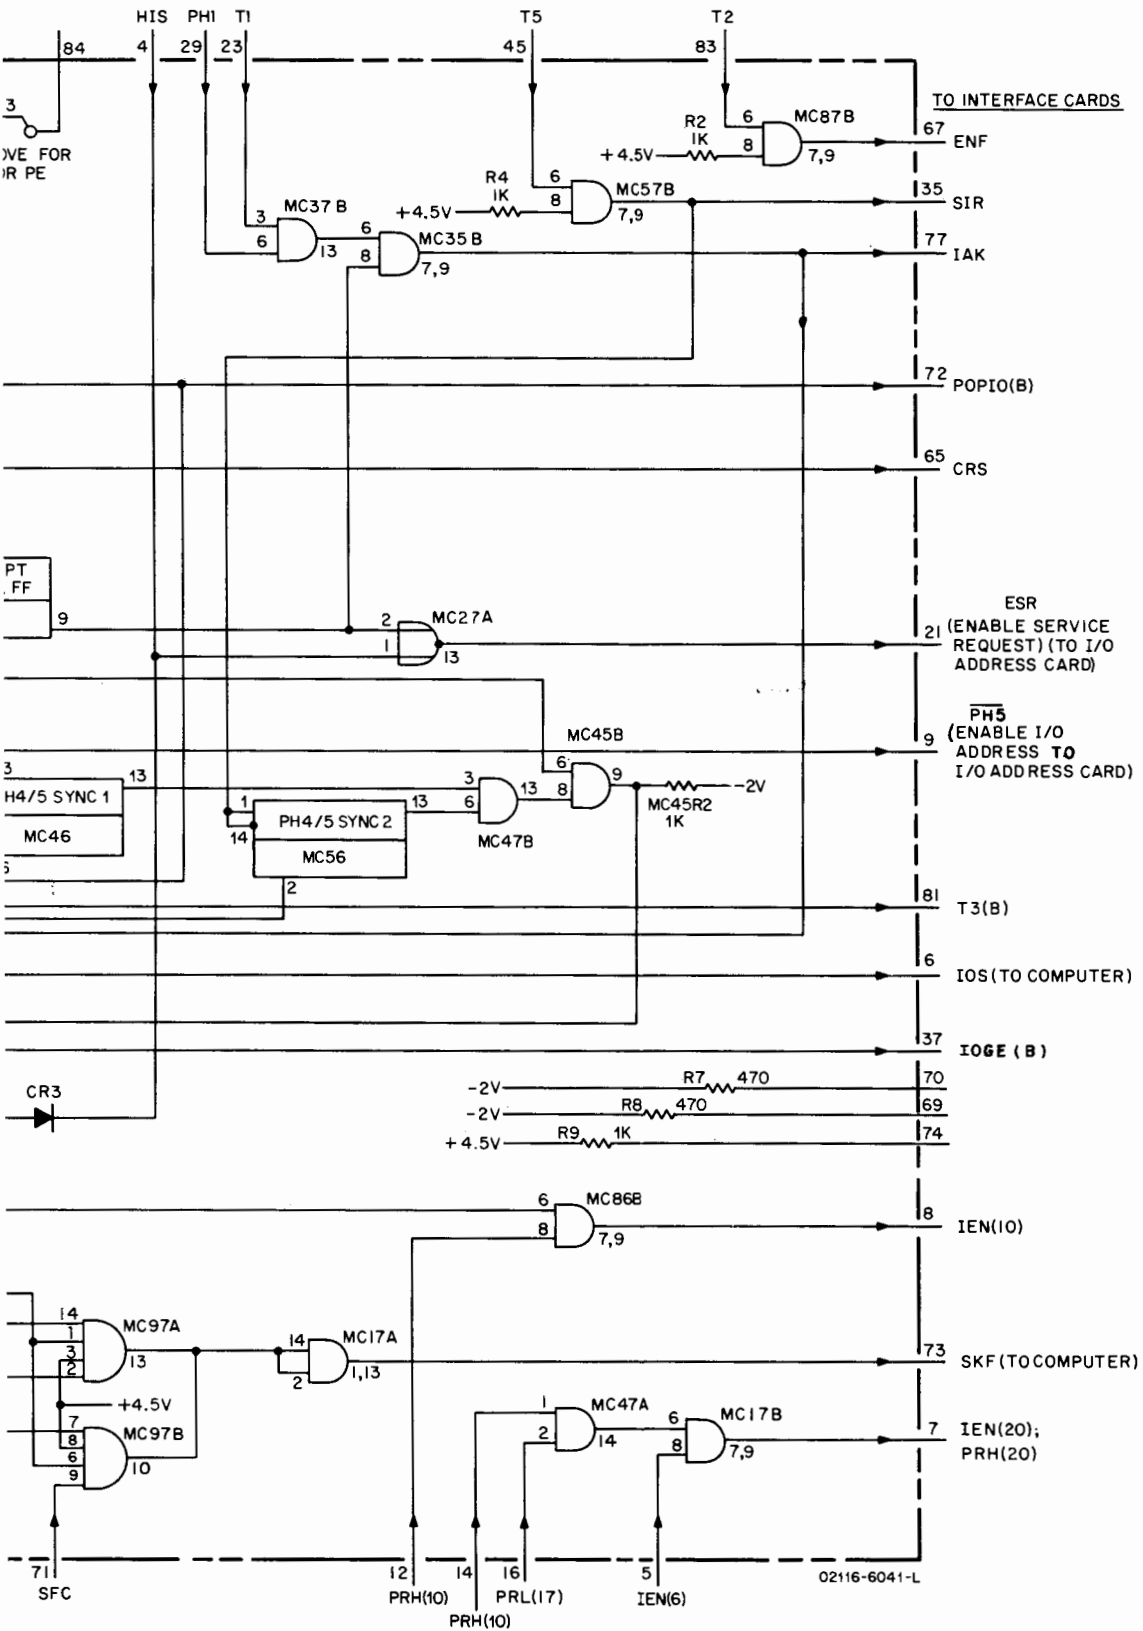 HIS PH1 T1 T5 T2
84 4 29 23 45 83
TO INTERFACE CARDS
3
OVE FOR
OR PE
R2
1K
+4.5V
6
8
MC87B
7,9
67
ENF
R4
1K
+4.5V
6
8
MC57B
7,9
35
SIR
3
6
MC37B
13
6
8
MC35B
7,9
77
IAK
72
POPIO(B)
65
CRS
PT
FF
9
2
1
MC27A
13
ESR
21
(ENABLE SERVICE
REQUEST) (TO I/O
ADDRESS CARD)
PH5
9
(ENABLE I/O
ADDRESS TO
I/O ADDRESS CARD)
MC45B
6
8
9
-2V
MC45R2
1K
3
13
H4/5 SYNC 1
MC46
1
14
PH4/5 SYNC 2
MC56
13
2
3
6
13
MC47B
81
T3(B)
6
IOS (TO COMPUTER)
37
IOGE (B)
CR3
-2V R7 470 70
-2V R8 470 69
+4.5V R9 1K 74
6
8
MC86B
7,9
8
IEN(10)
14
1
3
2
MC97A
13
+4.5V
7
8
6
9
MC97B
10
14
2
MC17A
1,13
73
SKF (TO COMPUTER)
1
2
MC47A
14
6
8
MC17B
7,9
7
IEN(20);
PRH(20)
71
SFC
12
PRH(10)
14
PRH(10)
16
PRL(17)
5
IEN(6)
02116-6041-L